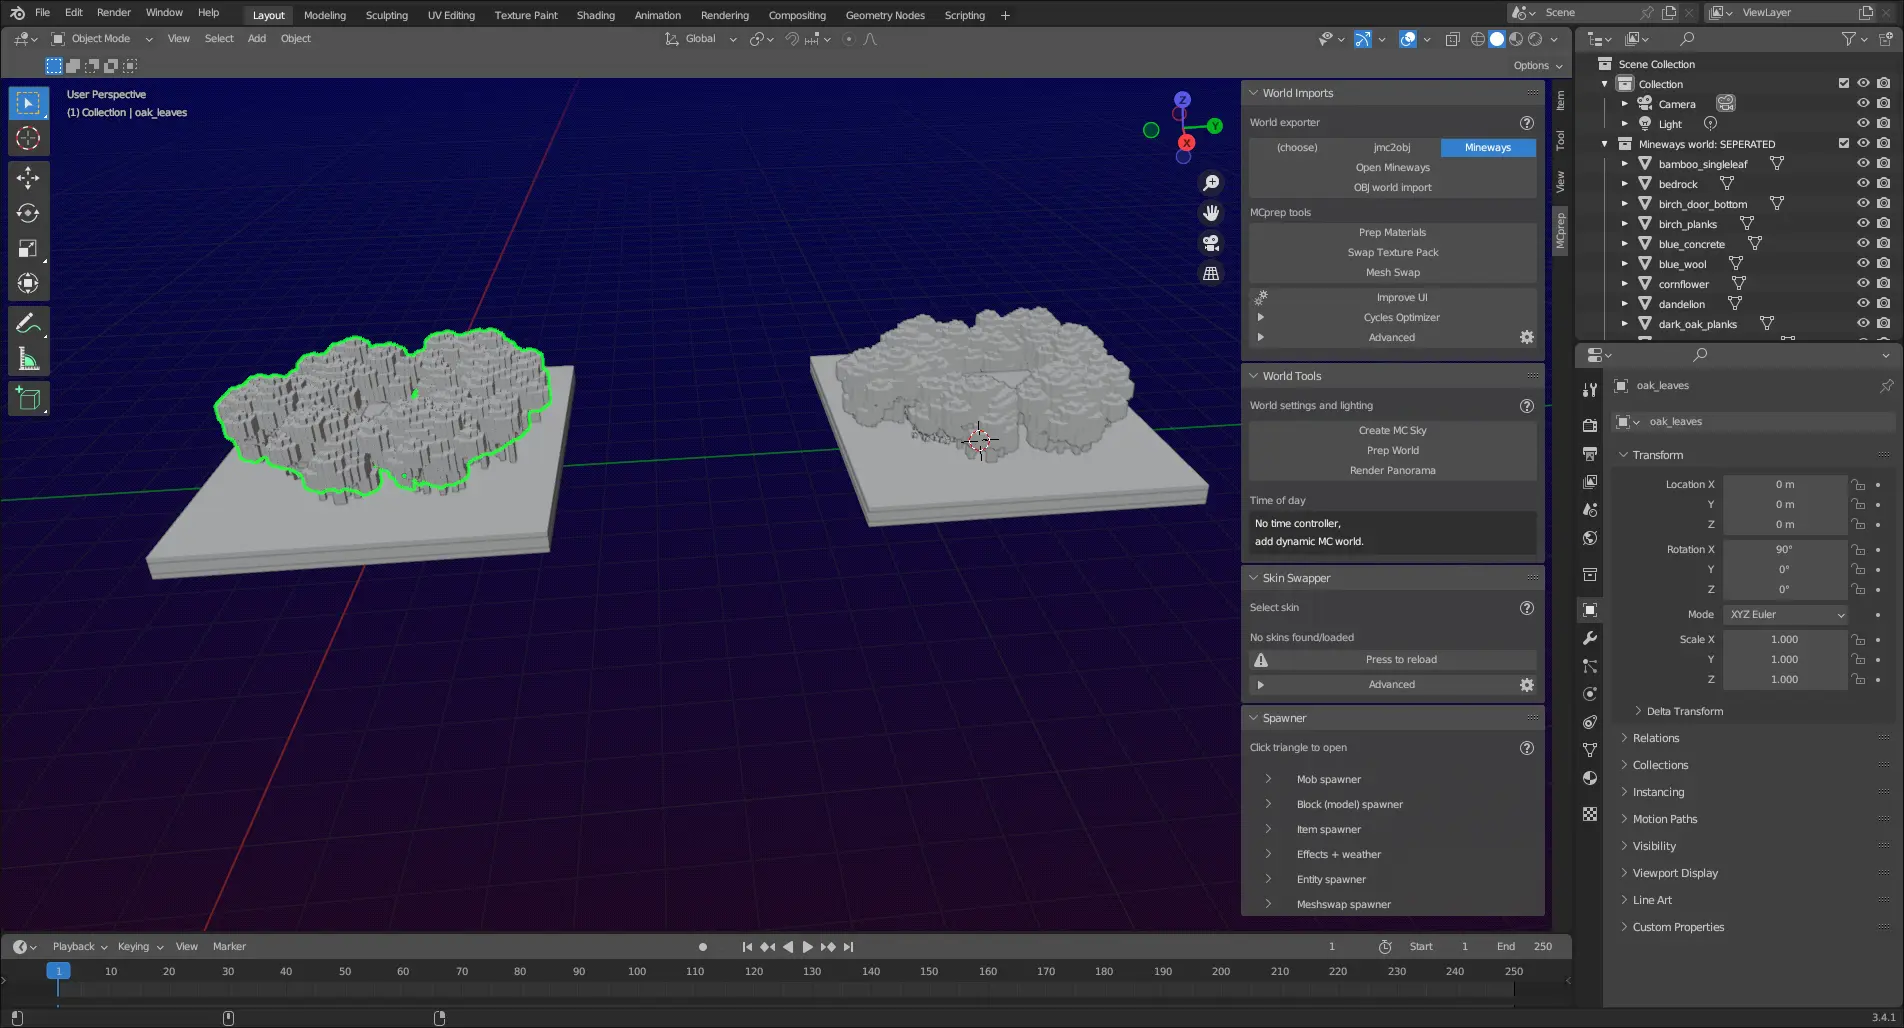 File Edit Render Window Help Layout Modeling Sculpting UV Editing Texture Paint Shading Animation Rendering Compositing Geometry Nodes Scripting + Scene ViewLayer
Object Mode View Select Add Object Global
Options
User Perspective
(1) Collection | oak_leaves
Z
Y
X
World Imports
World exporter
(choose) jmc2obj Mineways
Open Mineways
OBJ world import
MCprep tools
Prep Materials
Swap Texture Pack
Mesh Swap
Improve UI
Cycles Optimizer
Advanced
World Tools
World settings and lighting
Create MC Sky
Prep World
Render Panorama
Time of day
No time controller,
add dynamic MC world.
Skin Swapper
Select skin
No skins found/loaded
Press to reload
Advanced
Spawner
Click triangle to open
Mob spawner
Block (model) spawner
Item spawner
Effects + weather
Entity spawner
Meshswap spawner
Item
Tool
View
MCprep
Scene Collection
Collection
Camera
Light
Mineways world: SEPERATED
bamboo_singleleaf
bedrock
birch_door_bottom
birch_planks
blue_concrete
blue_wool
cornflower
dandelion
dark_oak_planks
oak_leaves
oak_leaves
Transform
Location X 0 m
Y 0 m
Z 0 m
Rotation X 90°
Y 0°
Z 0°
Mode XYZ Euler
Scale X 1.000
Y 1.000
Z 1.000
Delta Transform
Relations
Collections
Instancing
Motion Paths
Visibility
Viewport Display
Line Art
Custom Properties
Playback Keying View Marker 1 Start 1 End 250
1 10 20 30 40 50 60 70 80 90 100 110 120 130 140 150 160 170 180 190 200 210 220 230 240 250
3.4.1